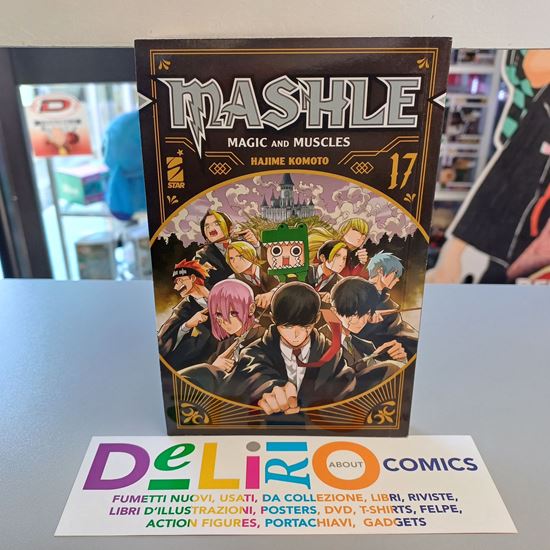 MASHLE
MAGIC AND MUSCLES
HAJIME KOMOTO
17
STAR
DeLiRiO ABOUT COMICS
FUMETTI NUOVI, USATI, DA COLLEZIONE, LIBRI, RIVISTE,
LIBRI D'ILLUSTRAZIONI, POSTERS, DVD, T-SHIRTS, FELPE,
ACTION FIGURES, PORTACHIAVI, GADGETS